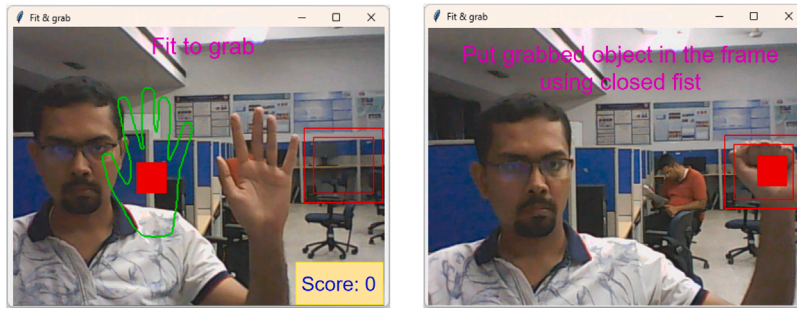 Fit & grab
Fit to grab
Score: 0
Fit & grab
Put grabbed object in the frame
using closed fist